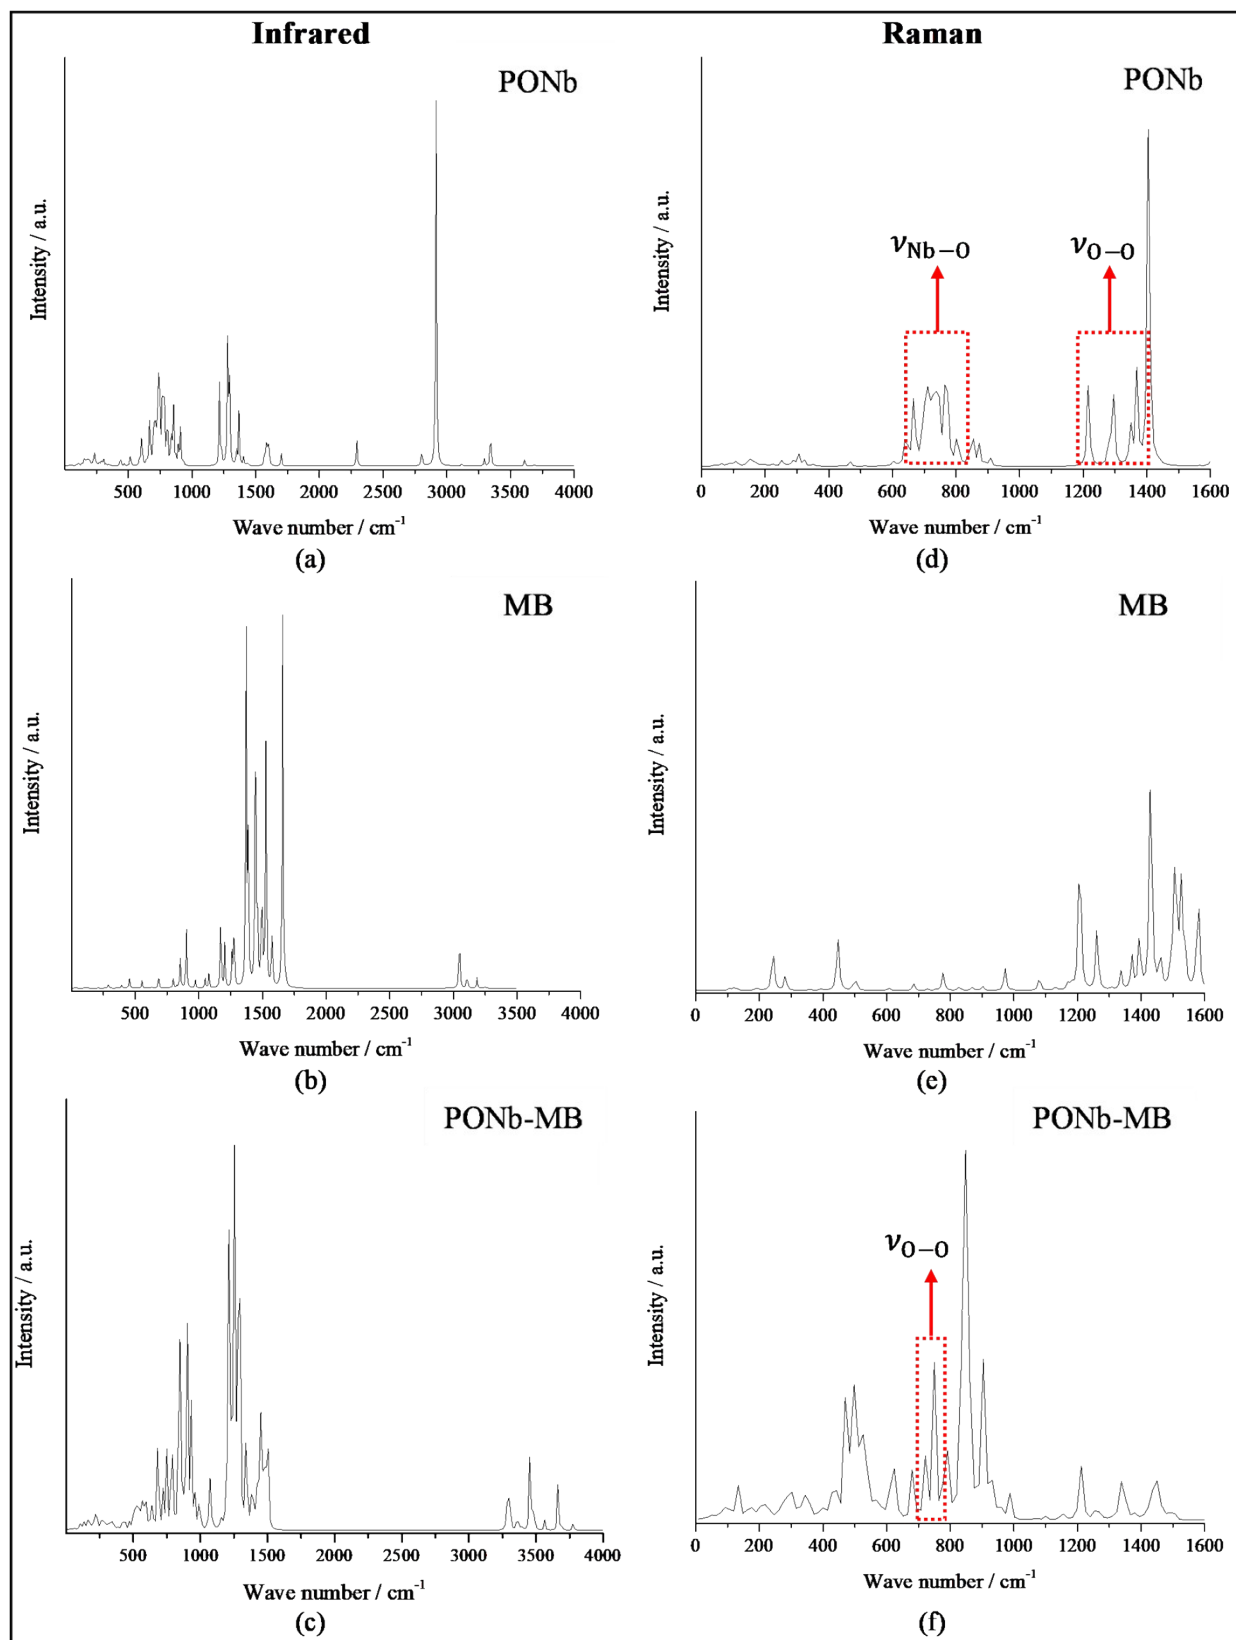 Infrared
Raman
PONb
Intensity / a.u.
500 1000 1500 2000 2500 3000 3500 4000
Wave number / cm⁻¹
(a)
PONb
νNb−O
νO−O
Intensity / a.u.
0 200 400 600 800 1000 1200 1400 1600
Wave number / cm⁻¹
(d)
MB
Intensity / a.u.
500 1000 1500 2000 2500 3000 3500 4000
Wave number / cm⁻¹
(b)
MB
Intensity / a.u.
0 200 400 600 800 1000 1200 1400 1600
Wave number / cm⁻¹
(e)
PONb-MB
Intensity / a.u.
500 1000 1500 2000 2500 3000 3500 4000
Wave number / cm⁻¹
(c)
PONb-MB
νO−O
Intensity / a.u.
0 200 400 600 800 1000 1200 1400 1600
Wave number / cm⁻¹
(f)